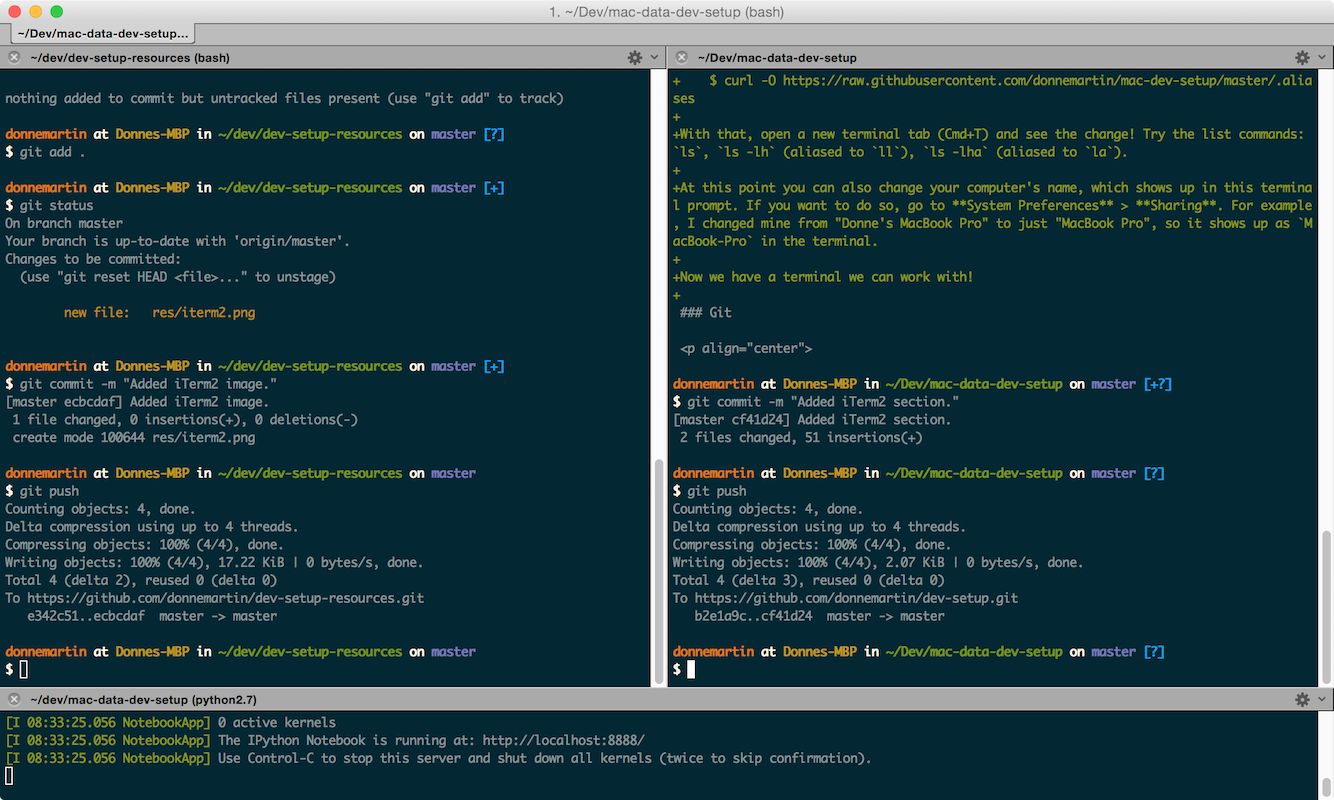 1. ~/Dev/mac-data-dev-setup (bash)
~/Dev/mac-data-dev-setup...
~/dev/dev-setup-resources (bash)
nothing added to commit but untracked files present (use "git add" to track)
donnemartin at Donnes-MBP in ~/dev/dev-setup-resources on master [?]
$ git add .
donnemartin at Donnes-MBP in ~/dev/dev-setup-resources on master [+]
$ git status
On branch master
Your branch is up-to-date with 'origin/master'.
Changes to be committed:
  (use "git reset HEAD <file>..." to unstage)
        new file:   res/iterm2.png
donnemartin at Donnes-MBP in ~/dev/dev-setup-resources on master [+]
$ git commit -m "Added iTerm2 image."
[master ecbcdaf] Added iTerm2 image.
 1 file changed, 0 insertions(+), 0 deletions(-)
 create mode 100644 res/iterm2.png
donnemartin at Donnes-MBP in ~/dev/dev-setup-resources on master
$ git push
Counting objects: 4, done.
Delta compression using up to 4 threads.
Compressing objects: 100% (4/4), done.
Writing objects: 100% (4/4), 17.22 KiB | 0 bytes/s, done.
Total 4 (delta 2), reused 0 (delta 0)
To https://github.com/donnemartin/dev-setup-resources.git
   e342c51..ecbcdaf  master -> master
donnemartin at Donnes-MBP in ~/dev/dev-setup-resources on master
$
~/Dev/mac-data-dev-setup
+    $ curl -O https://raw.githubusercontent.com/donnemartin/mac-dev-setup/master/.alia
ses
+
+With that, open a new terminal tab (Cmd+T) and see the change! Try the list commands:
`ls`, `ls -lh` (aliased to `ll`), `ls -lha` (aliased to `la`).
+
+At this point you can also change your computer's name, which shows up in this termina
l prompt. If you want to do so, go to **System Preferences** > **Sharing**. For example
, I changed mine from "Donne's MacBook Pro" to just "MacBook Pro", so it shows up as `M
acBook-Pro` in the terminal.
+
+Now we have a terminal we can work with!
+
 ### Git
 <p align="center">
donnemartin at Donnes-MBP in ~/Dev/mac-data-dev-setup on master [+?]
$ git commit -m "Added iTerm2 section."
[master cf41d24] Added iTerm2 section.
 2 files changed, 51 insertions(+)
donnemartin at Donnes-MBP in ~/Dev/mac-data-dev-setup on master [?]
$ git push
Counting objects: 4, done.
Delta compression using up to 4 threads.
Compressing objects: 100% (4/4), done.
Writing objects: 100% (4/4), 2.07 KiB | 0 bytes/s, done.
Total 4 (delta 3), reused 0 (delta 0)
To https://github.com/donnemartin/dev-setup.git
   b2e1a9c..cf41d24  master -> master
donnemartin at Donnes-MBP in ~/Dev/mac-data-dev-setup on master [?]
$
~/dev/mac-data-dev-setup (python2.7)
[I 08:33:25.056 NotebookApp] 0 active kernels
[I 08:33:25.056 NotebookApp] The IPython Notebook is running at: http://localhost:8888/
[I 08:33:25.056 NotebookApp] Use Control-C to stop this server and shut down all kernels (twice to skip confirmation).